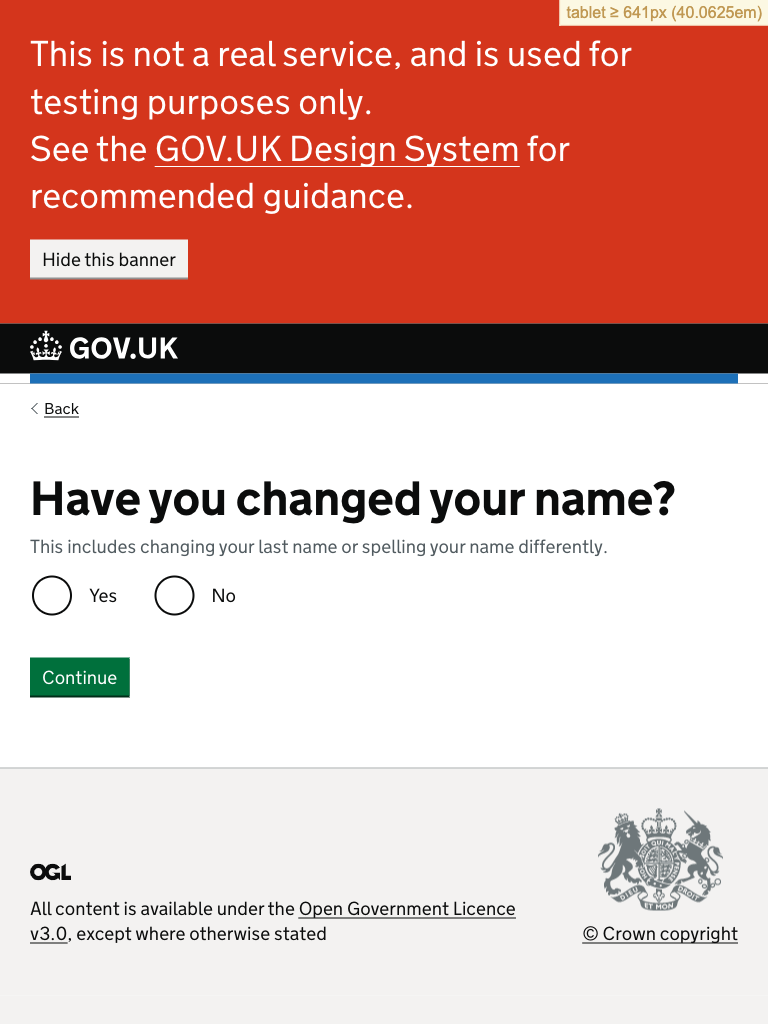 tablet ≥ 641px (40.0625em)
This is not a real service, and is used for
testing purposes only.
See the GOV.UK Design System for
recommended guidance.
Hide this banner
GOV.UK
Back
Have you changed your name?
This includes changing your last name or spelling your name differently.
Yes No
Continue
OGL
All content is available under the Open Government Licence
v3.0, except where otherwise stated
DIEU ET MON DROIT
© Crown copyright